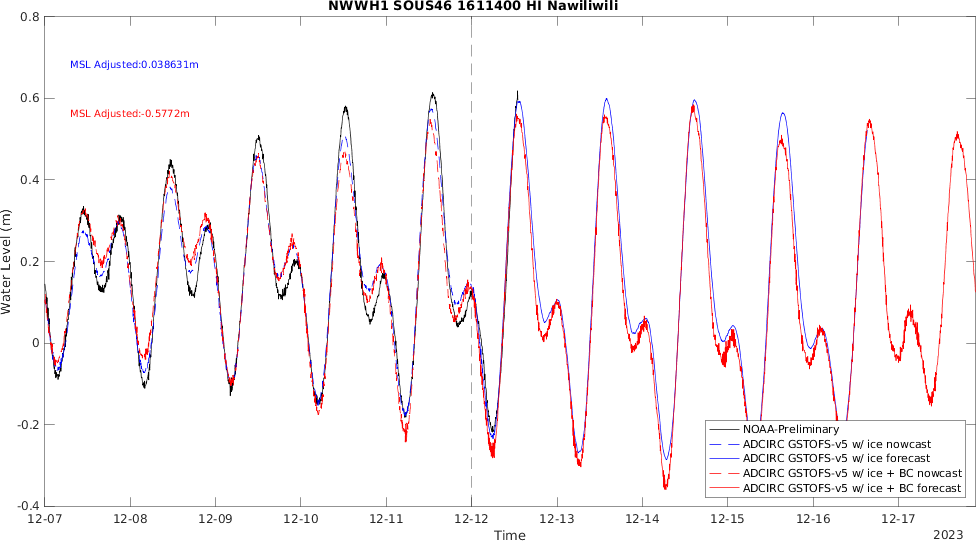 NWWH1 SOUS46 1611400 HI Nawiliwili
0.8
0.6
0.4
0.2
0
-0.2
-0.4
Water Level (m)
MSL Adjusted:0.038631m
MSL Adjusted:-0.5772m
NOAA-Preliminary
ADCIRC GSTOFS-v5 w/ ice nowcast
ADCIRC GSTOFS-v5 w/ ice forecast
ADCIRC GSTOFS-v5 w/ ice + BC nowcast
ADCIRC GSTOFS-v5 w/ ice + BC forecast
12-07 12-08 12-09 12-10 12-11 12-12 12-13 12-14 12-15 12-16 12-17
Time
2023